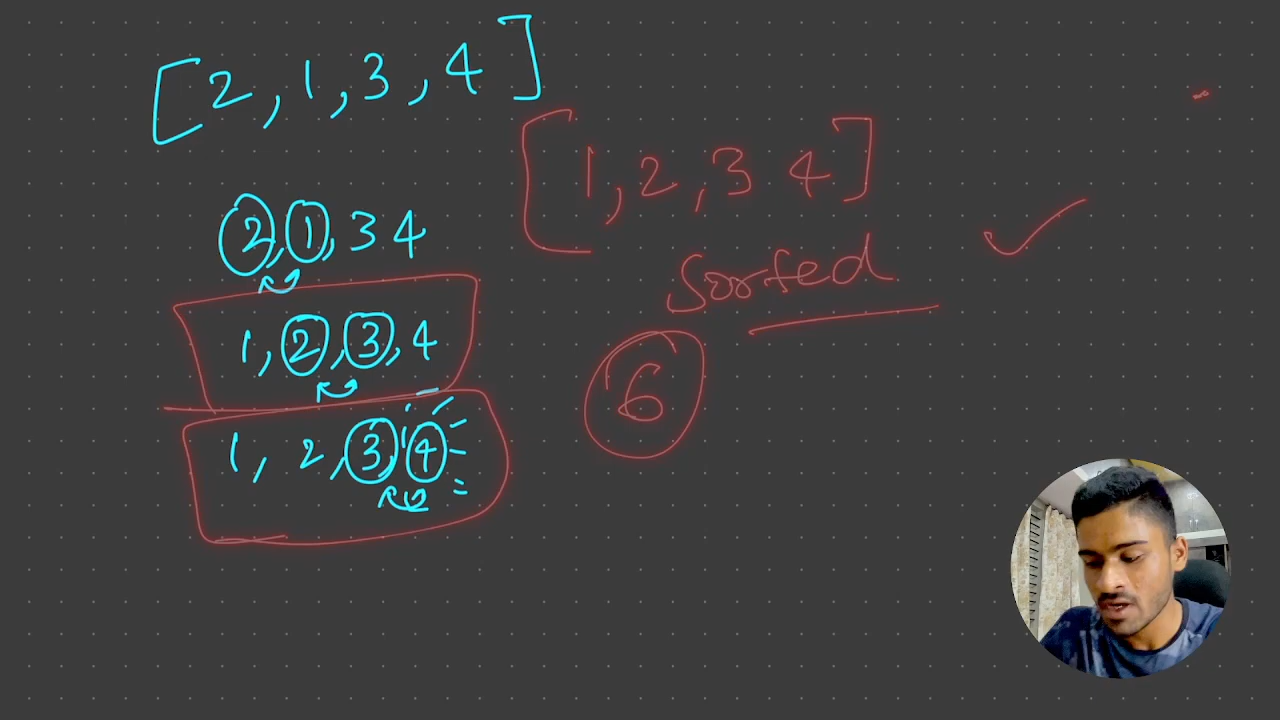 [2, 1, 3, 4]
[1, 2, 3 4]
Sorted
2, 1, 3 4
1, 2, 3, 4
6
1, 2, 3, 4